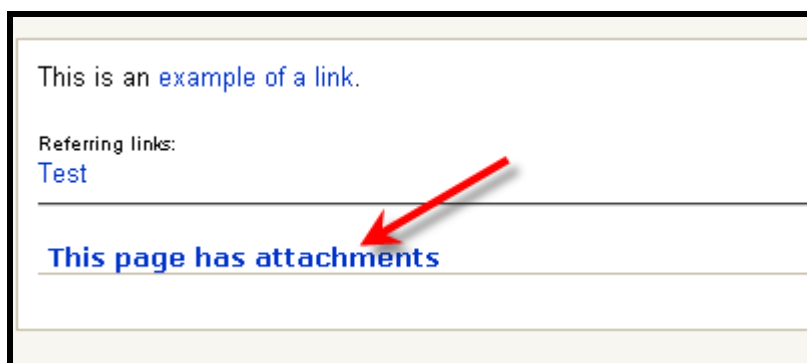 This is an example of a link.
Referring links:
Test
This page has attachments